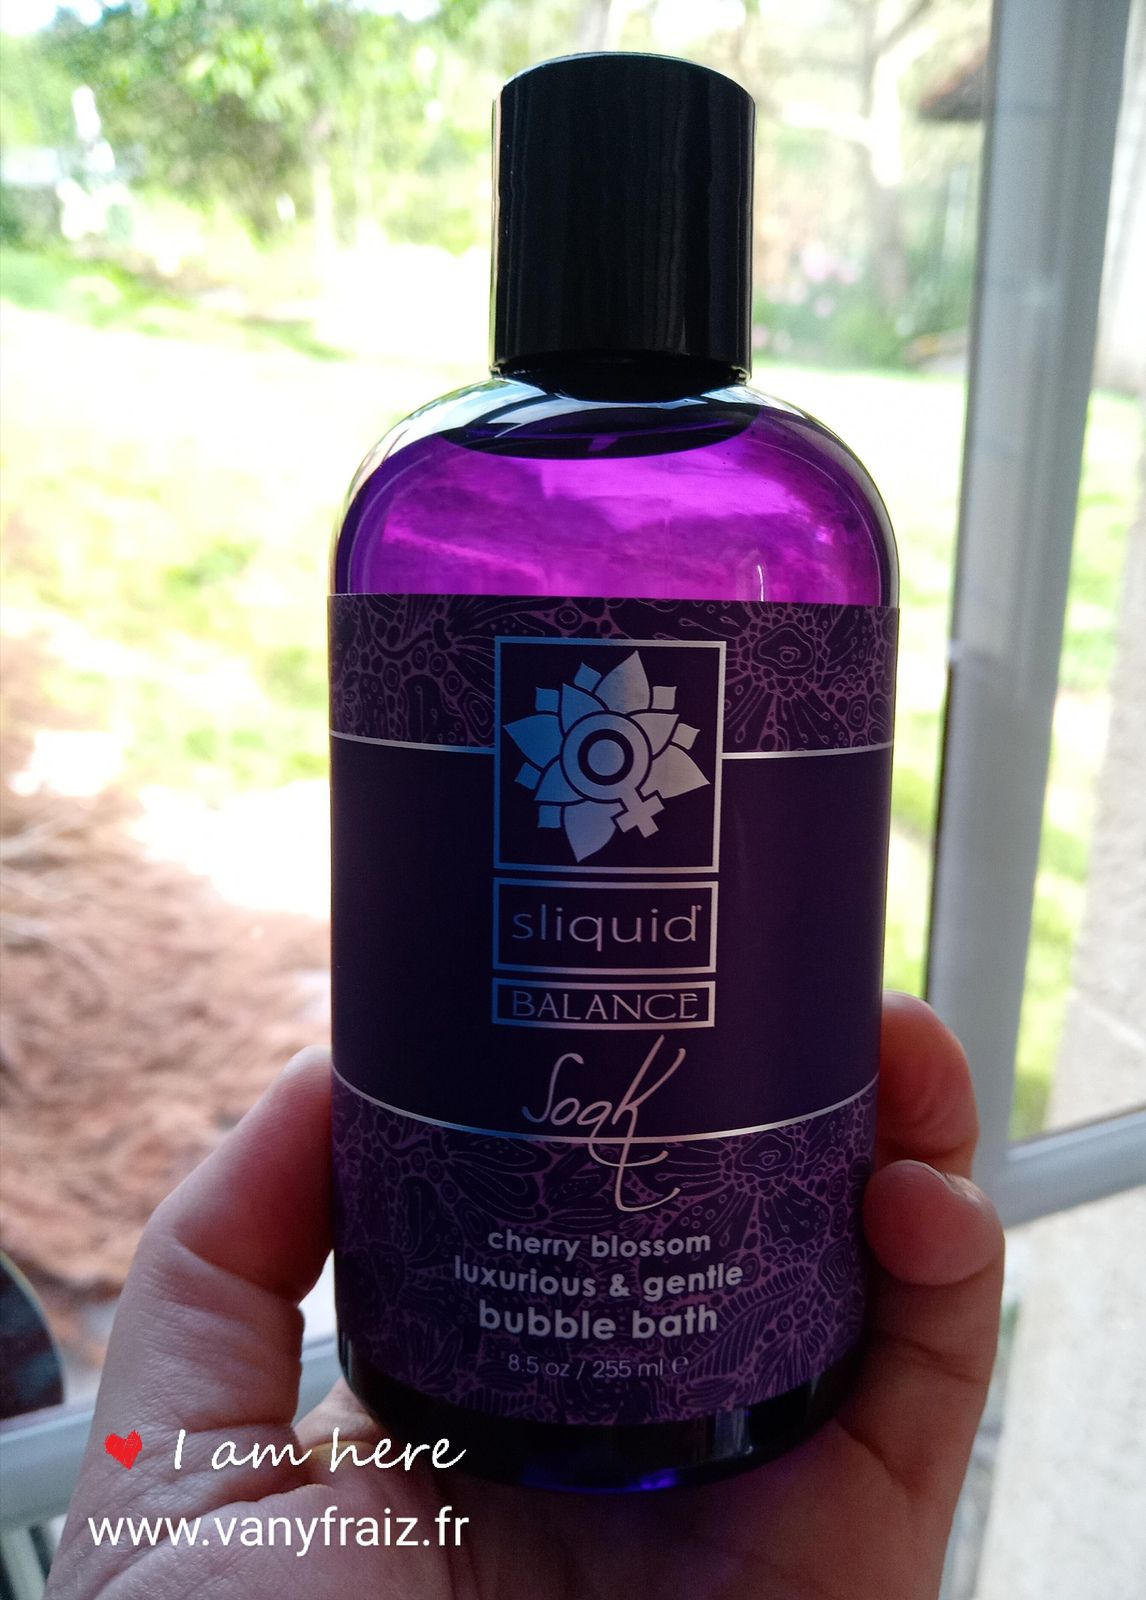 sliquid®
BALANCE
Soak
cherry blossom
luxurious & gentle
bubble bath
8.5 oz / 255 ml ℮
❤ I am here
www.vanyfraiz.fr